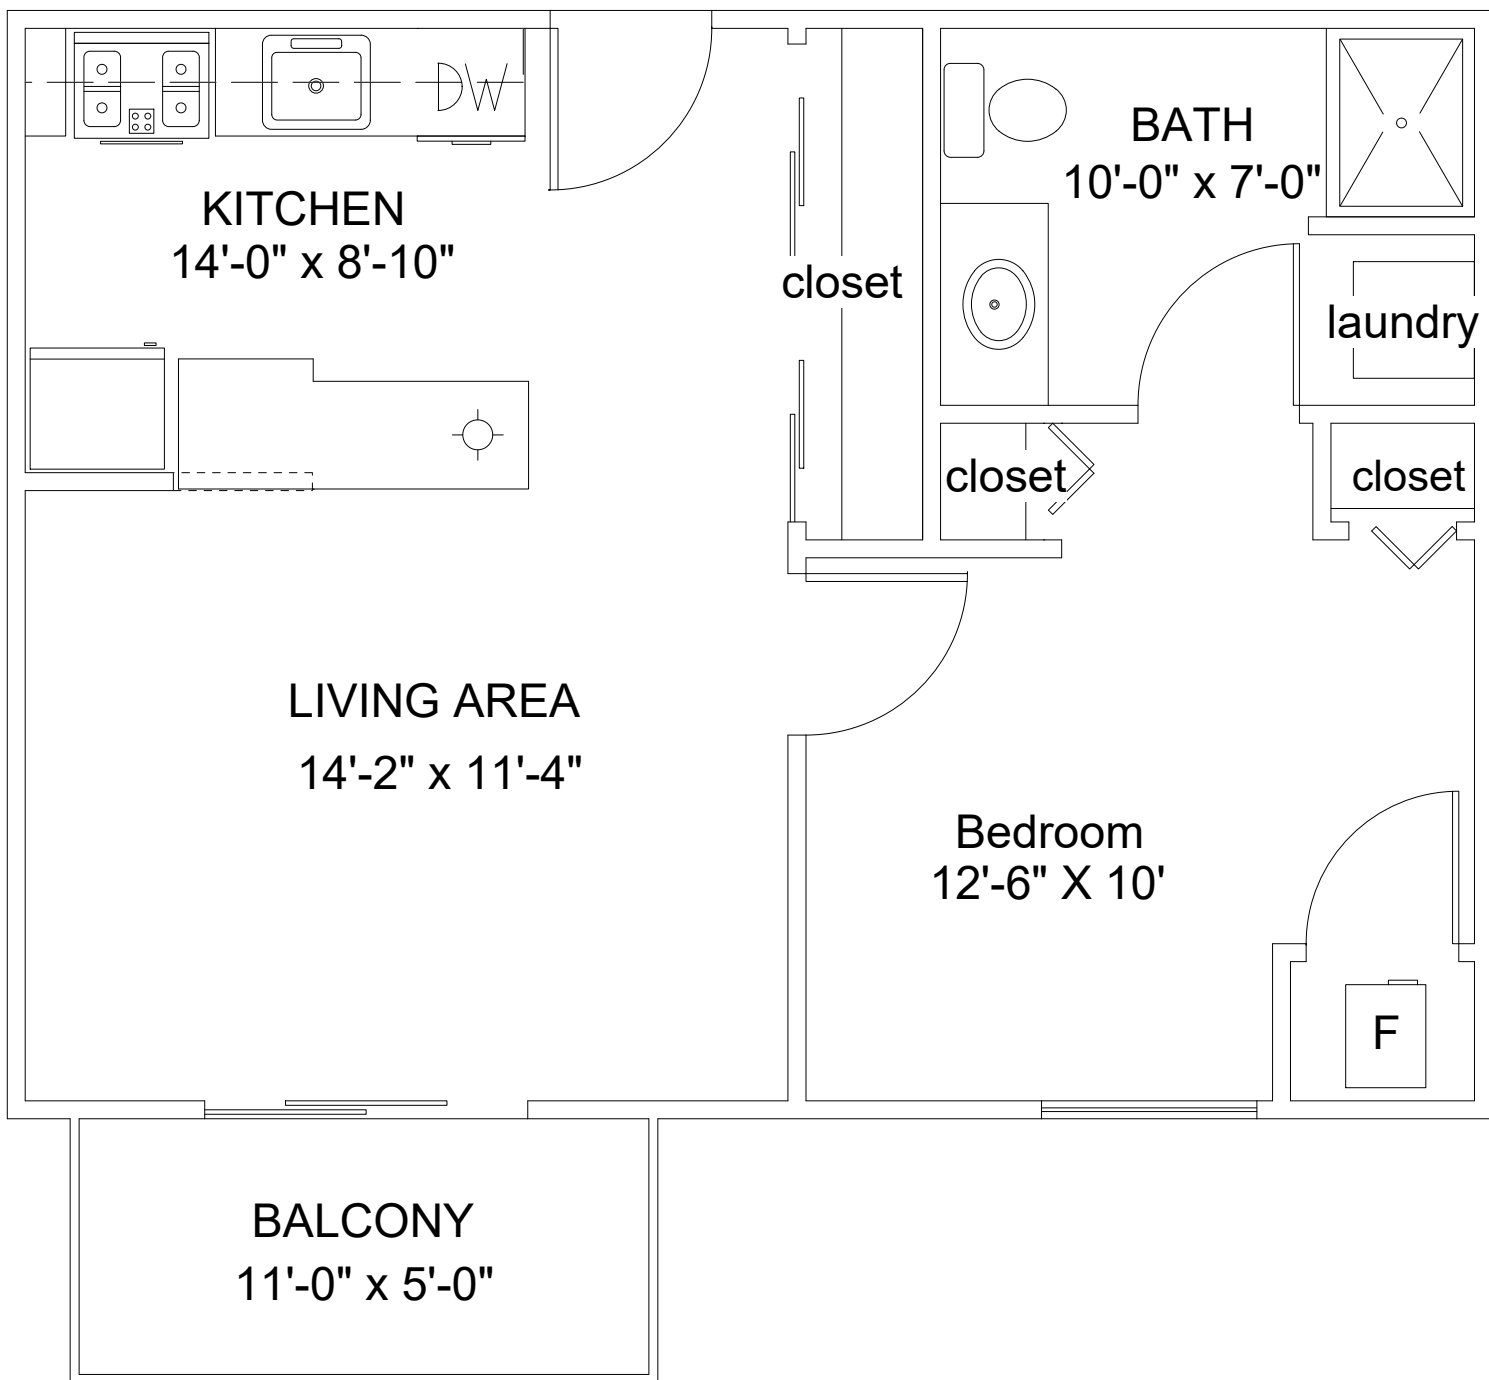 DW
KITCHEN
14'-0" x 8'-10"
closet
BATH
10'-0" x 7'-0"
laundry
closet
closet
LIVING AREA
14'-2" x 11'-4"
Bedroom
12'-6" X 10'
F
BALCONY
11'-0" x 5'-0"